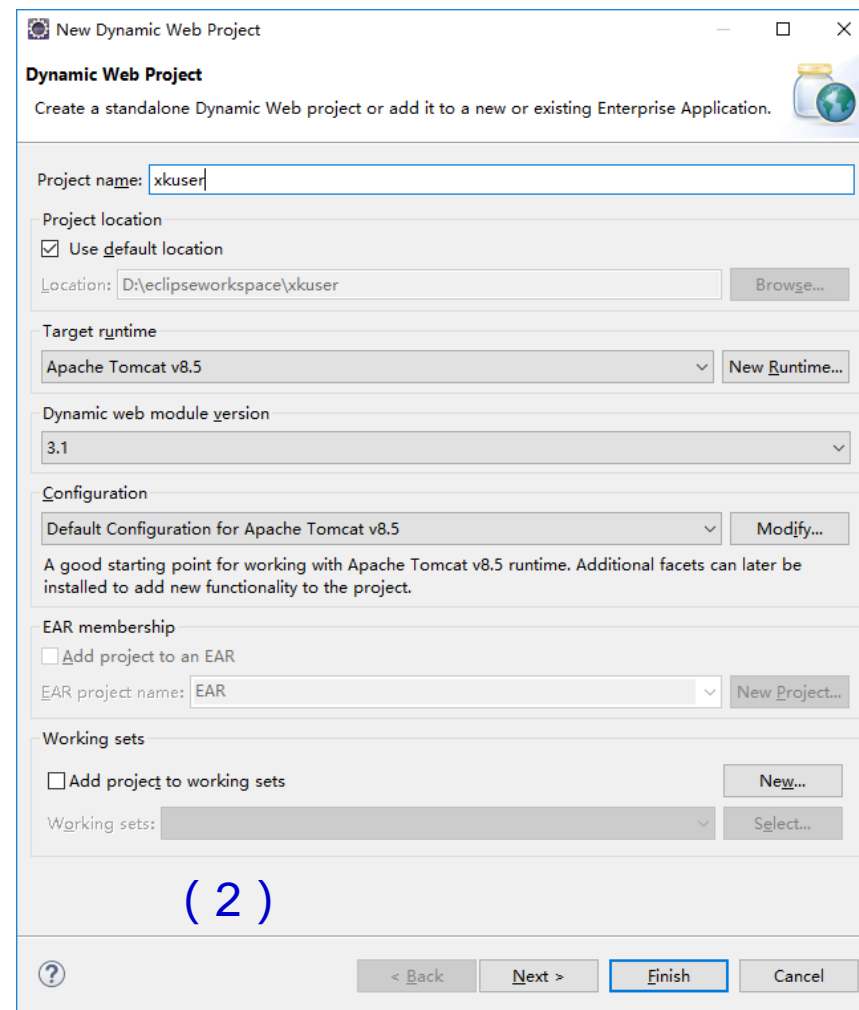 New Dynamic Web Project
Dynamic Web Project
Create a standalone Dynamic Web project or add it to a new or existing Enterprise Application.
Project name: xkuser
Project location
Use default location
Location: D:\eclipseworkspace\xkuser Browse...
Target runtime
Apache Tomcat v8.5 New Runtime...
Dynamic web module version
3.1
Configuration
Default Configuration for Apache Tomcat v8.5 Modify...
A good starting point for working with Apache Tomcat v8.5 runtime. Additional facets can later be
installed to add new functionality to the project.
EAR membership
Add project to an EAR
EAR project name: EAR New Project...
Working sets
Add project to working sets New...
Working sets: Select...
( 2 )
? < Back Next > Finish Cancel